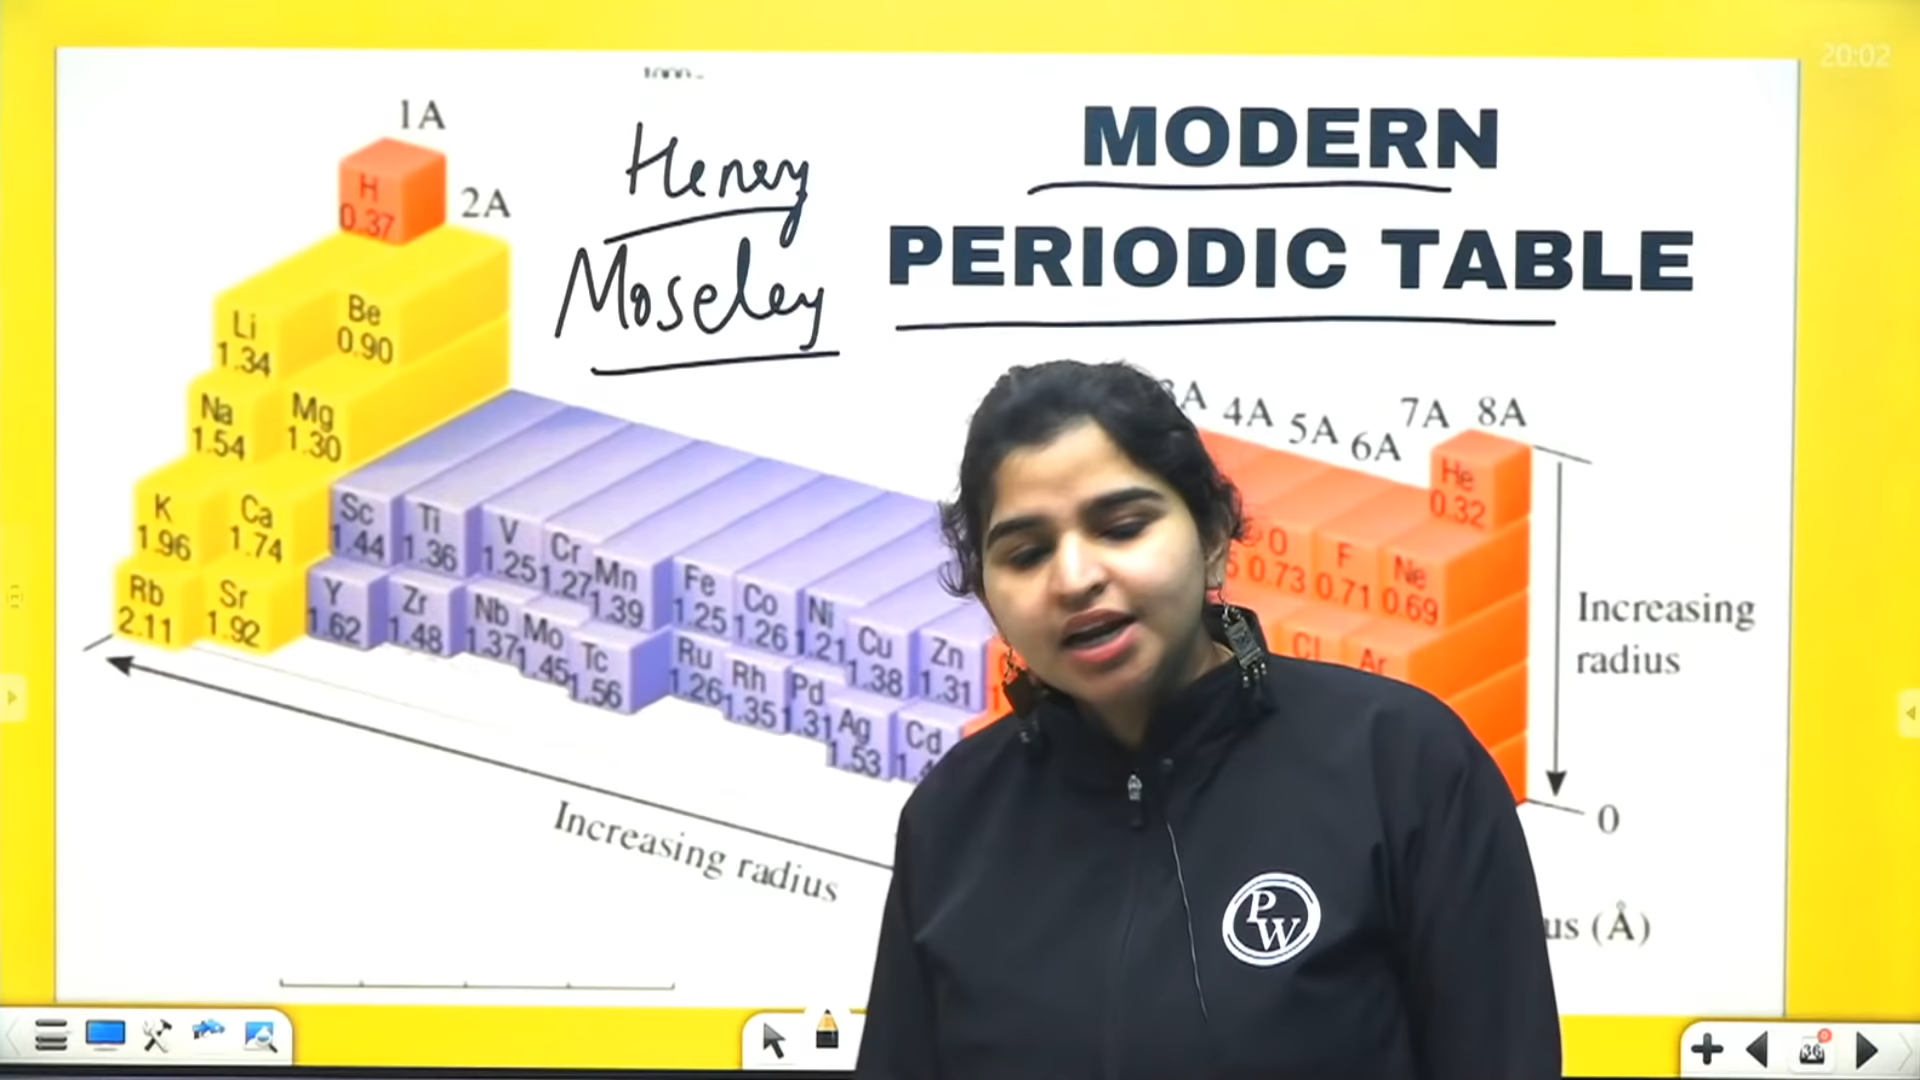 20:02
1A
2A
Henry
Moseley
MODERN
PERIODIC TABLE
H
0.37
Li
1.34
Be
0.90
Na
1.54
Mg
1.30
K
1.96
Ca
1.74
Rb
2.11
Sr
1.92
Sc
1.44
Ti
1.36
V
1.25
Cr
1.27
Mn
1.39
Fe
1.25
Co
1.26
Ni
1.21
Cu
1.38
Zn
1.31
Y
1.62
Zr
1.48
Nb
1.37
Mo
1.45
Tc
1.56
Ru
1.26
Rh
1.35
Pd
1.31
Ag
1.53
Cd
4A 5A 6A 7A 8A
He
0.32
O
0.73
F
0.71
Ne
0.69
Cl
Ar
Increasing
radius
0
Increasing radius
(Å)
PW
36